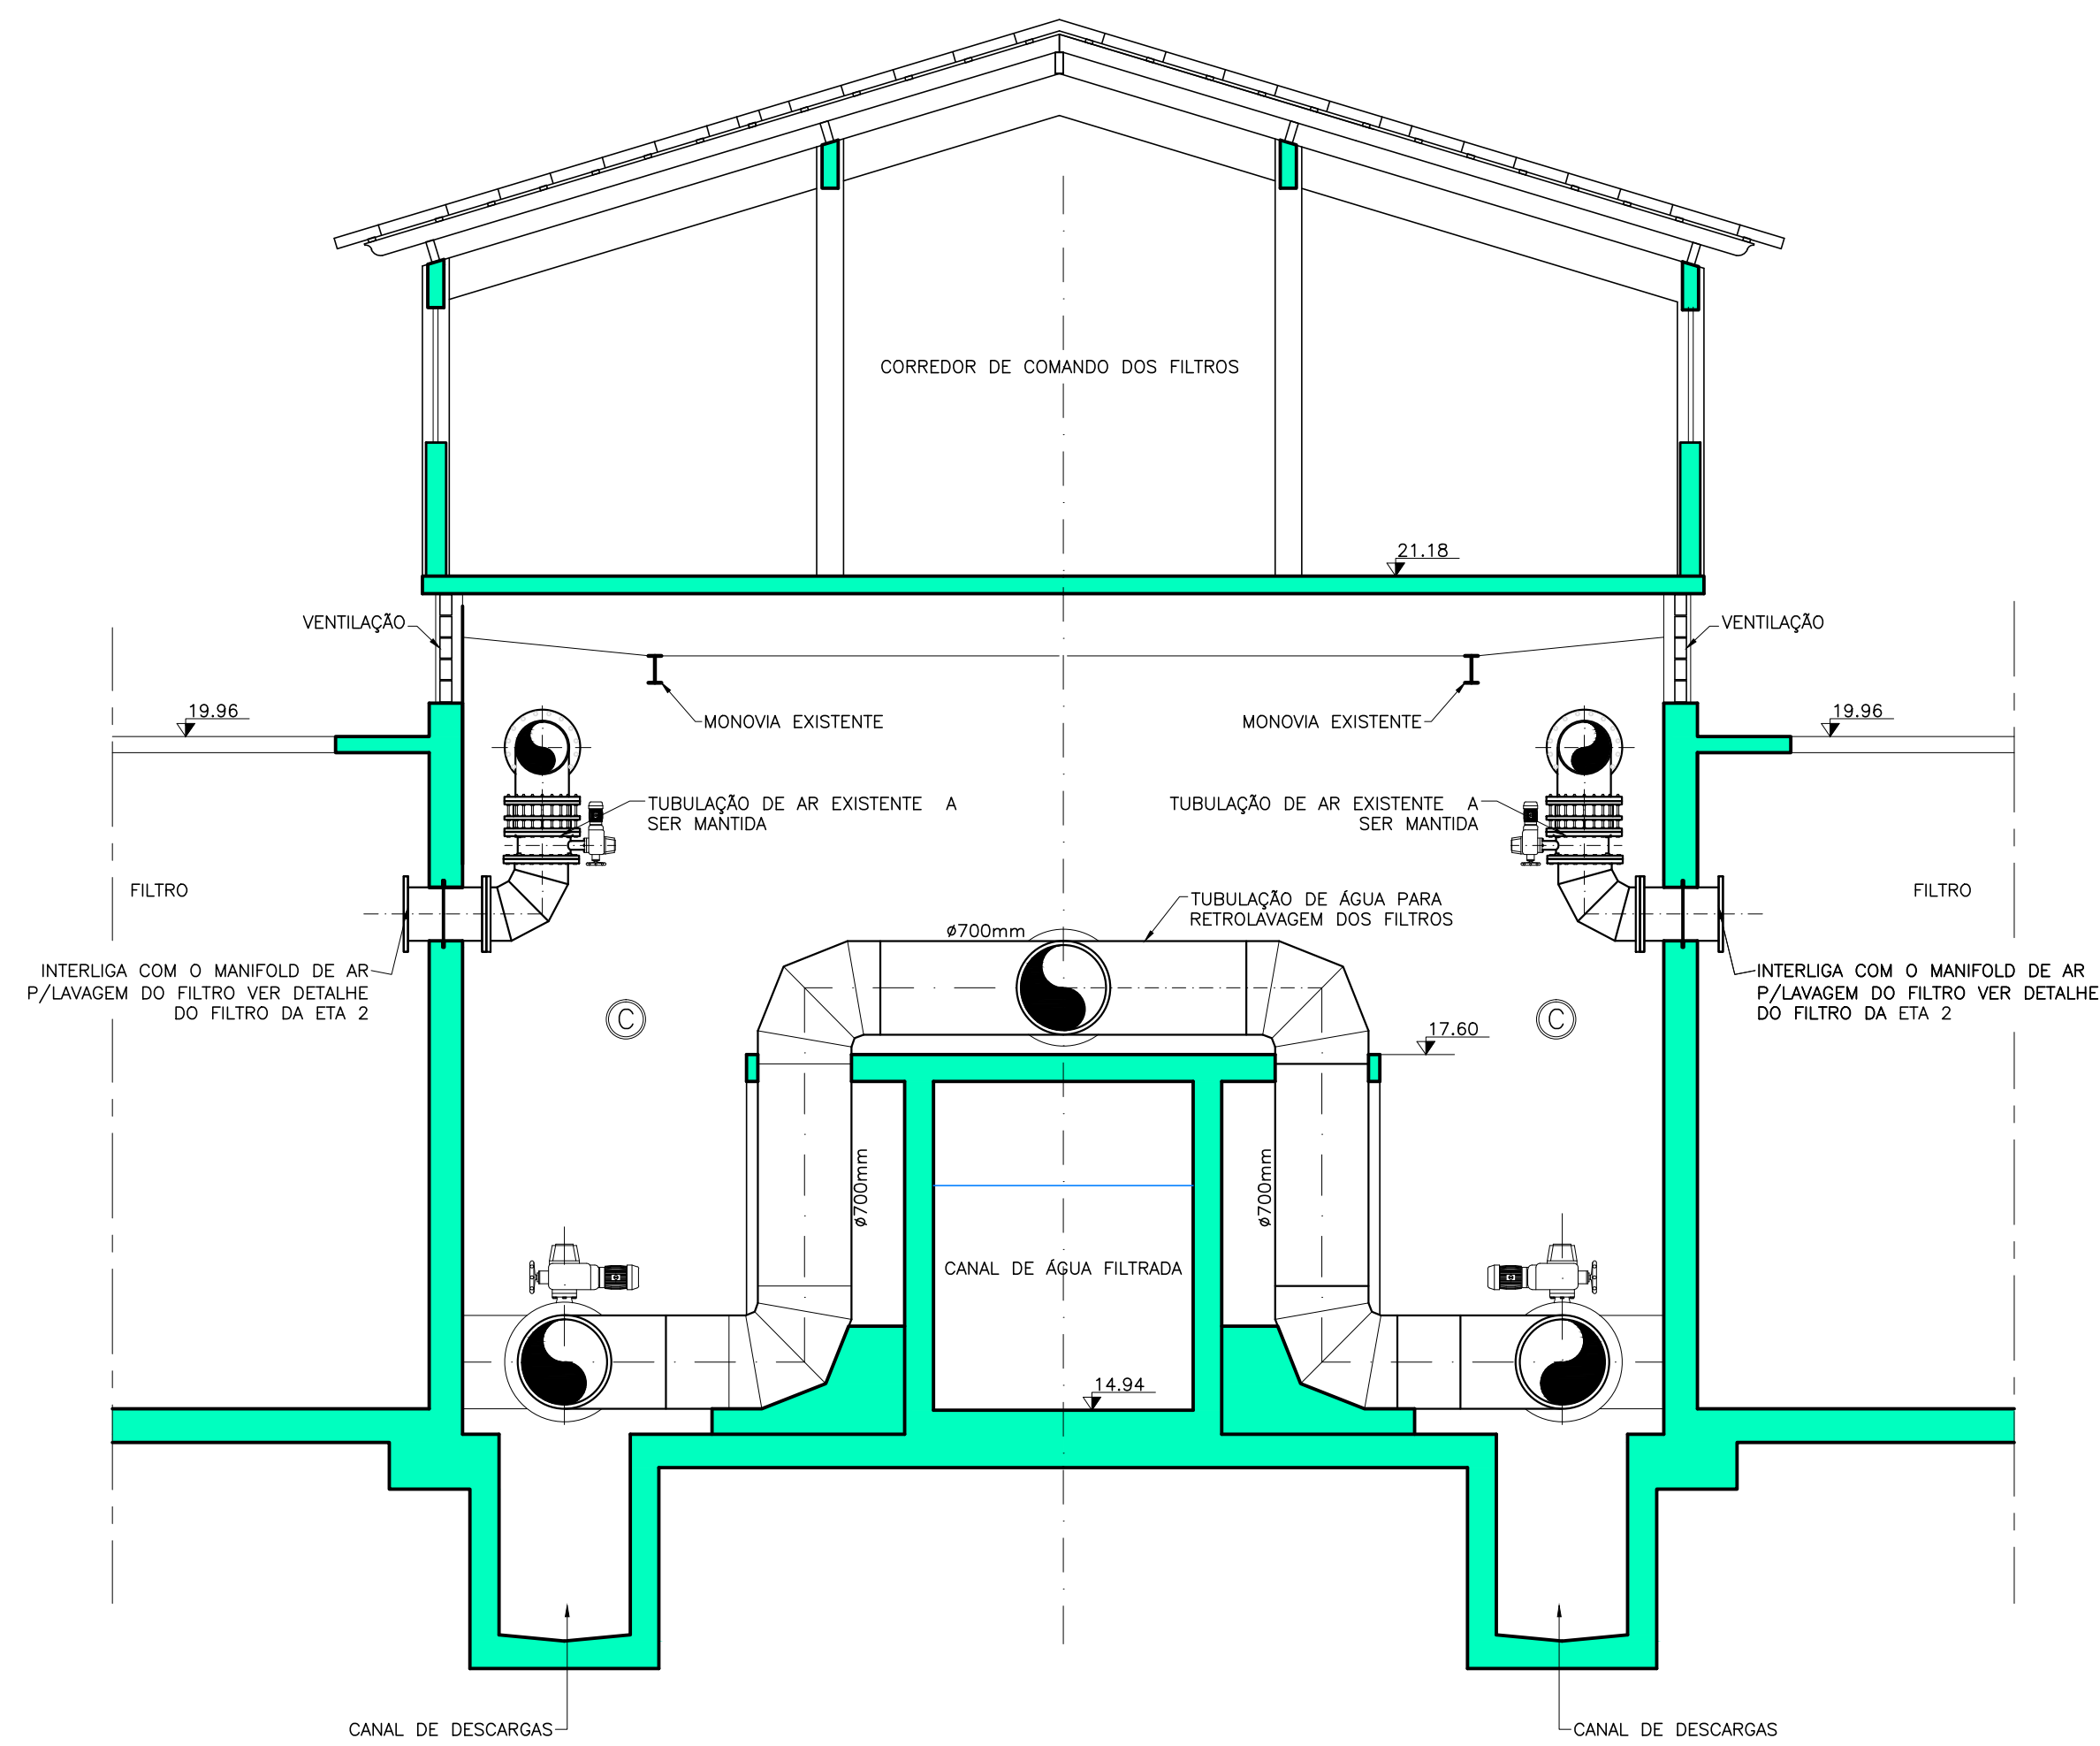 CORREDOR DE COMANDO DOS FILTROS
21.18
VENTILAÇÃO
VENTILAÇÃO
19.96
MONOVIA EXISTENTE
MONOVIA EXISTENTE
19.96
TUBULAÇÃO DE AR EXISTENTE A
SER MANTIDA
TUBULAÇÃO DE AR EXISTENTE A
SER MANTIDA
FILTRO
FILTRO
TUBULAÇÃO DE ÁGUA PARA
RETROLAVAGEM DOS FILTROS
ø700mm
INTERLIGA COM O MANIFOLD DE AR
P/LAVAGEM DO FILTRO VER DETALHE
DO FILTRO DA ETA 2
INTERLIGA COM O MANIFOLD DE AR
P/LAVAGEM DO FILTRO VER DETALHE
DO FILTRO DA ETA 2
C
C
17.60
ø700mm
ø700mm
CANAL DE ÁGUA FILTRADA
14.94
CANAL DE DESCARGAS
CANAL DE DESCARGAS